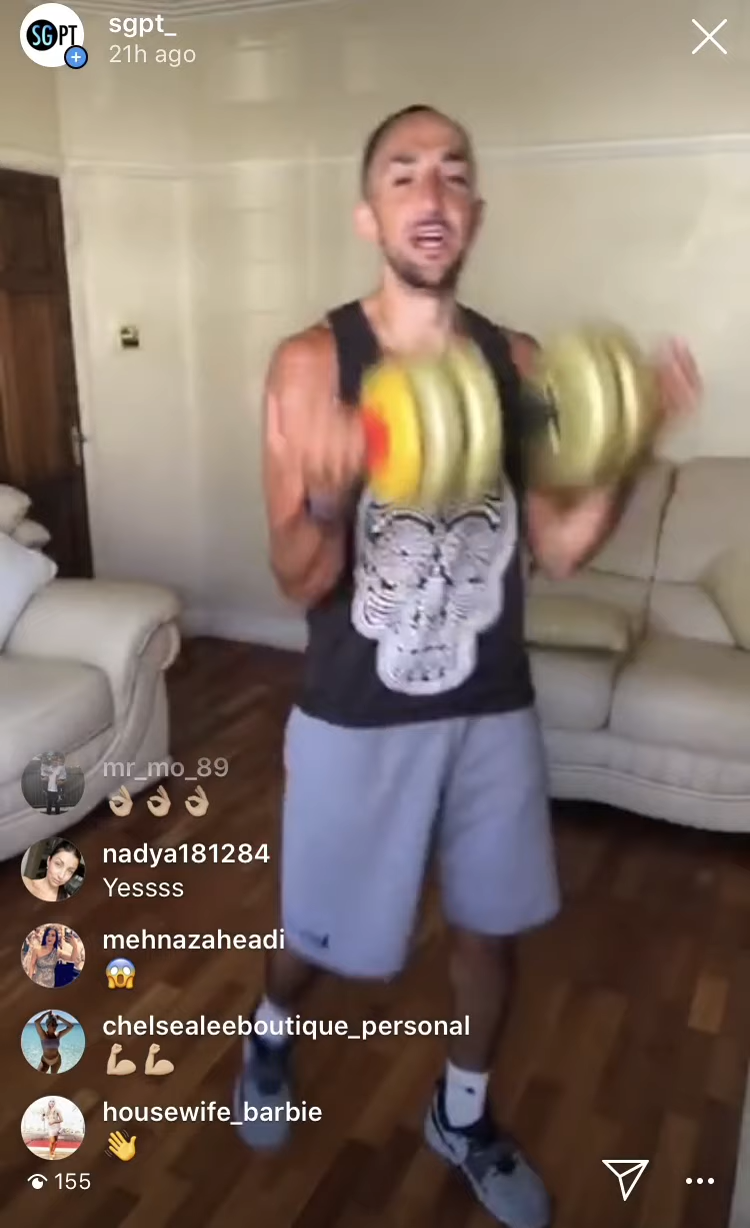 SGPT
sgpt_
21h ago
mr_mo_89
👌🏼👌🏼👌🏼
nadya181284
Yessss
mehnazaheadi
😱
chelsealeeboutique_personal
💪🏼💪🏼
housewife_barbie
👋
155